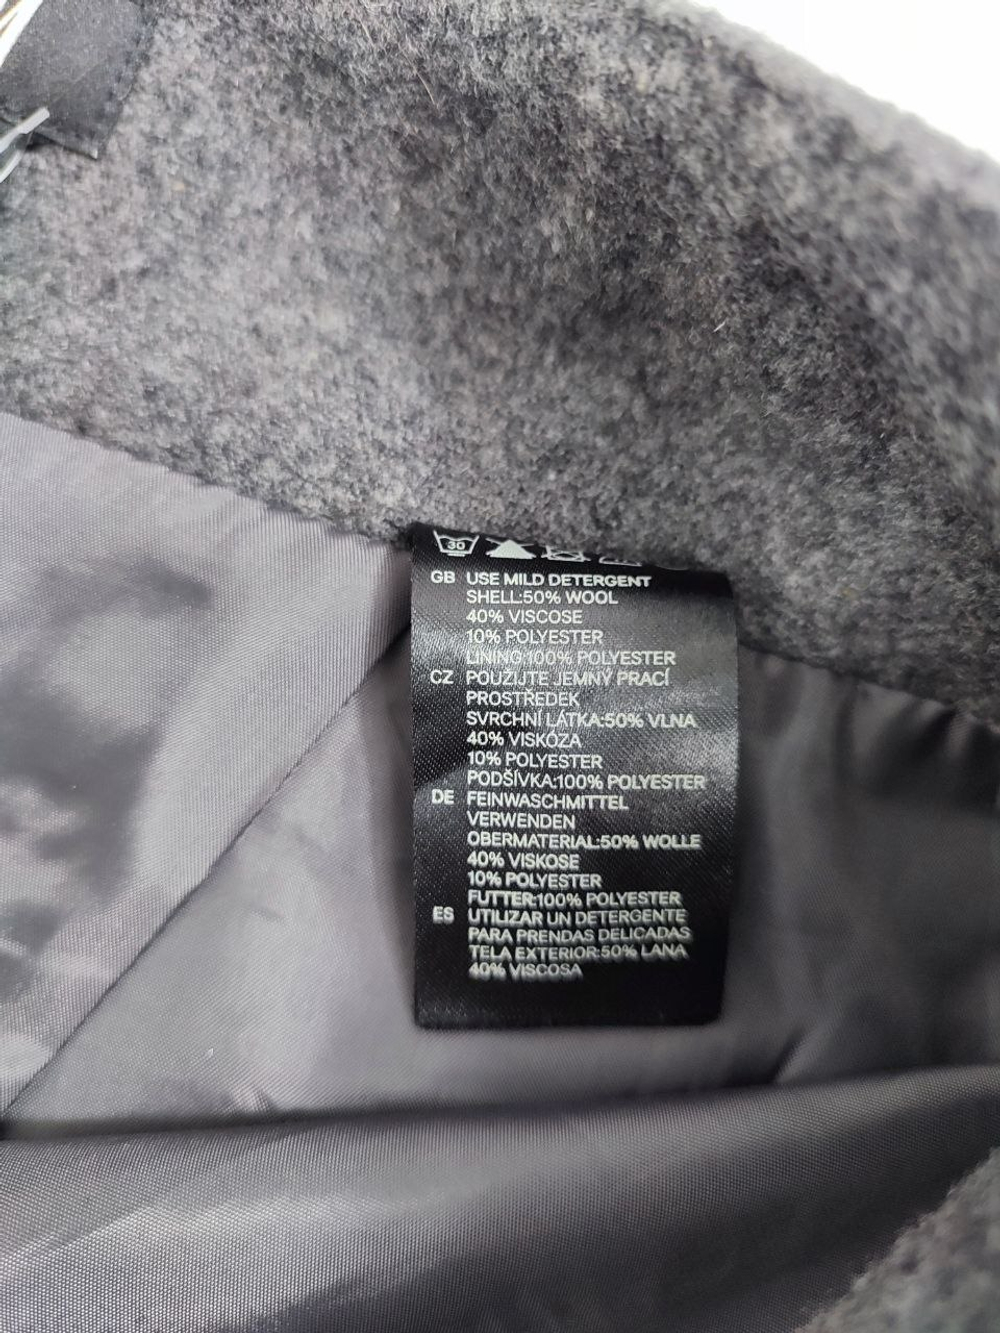 30
GB USE MILD DETERGENT
SHELL:50% WOOL
40% VISCOSE
10% POLYESTER
LINING:100% POLYESTER
CZ POUŽIJTE JEMNÝ PRACÍ
PROSTŘEDEK
SVRCHNÍ LÁTKA:50% VLNA
40% VISKÓZA
10% POLYESTER
PODŠÍVKA:100% POLYESTER
DE FEINWASCHMITTEL
VERWENDEN
OBERMATERIAL:50% WOLLE
40% VISKOSE
10% POLYESTER
FUTTER:100% POLYESTER
ES UTILIZAR UN DETERGENTE
PARA PRENDAS DELICADAS
TELA EXTERIOR:50% LANA
40% VISCOSA